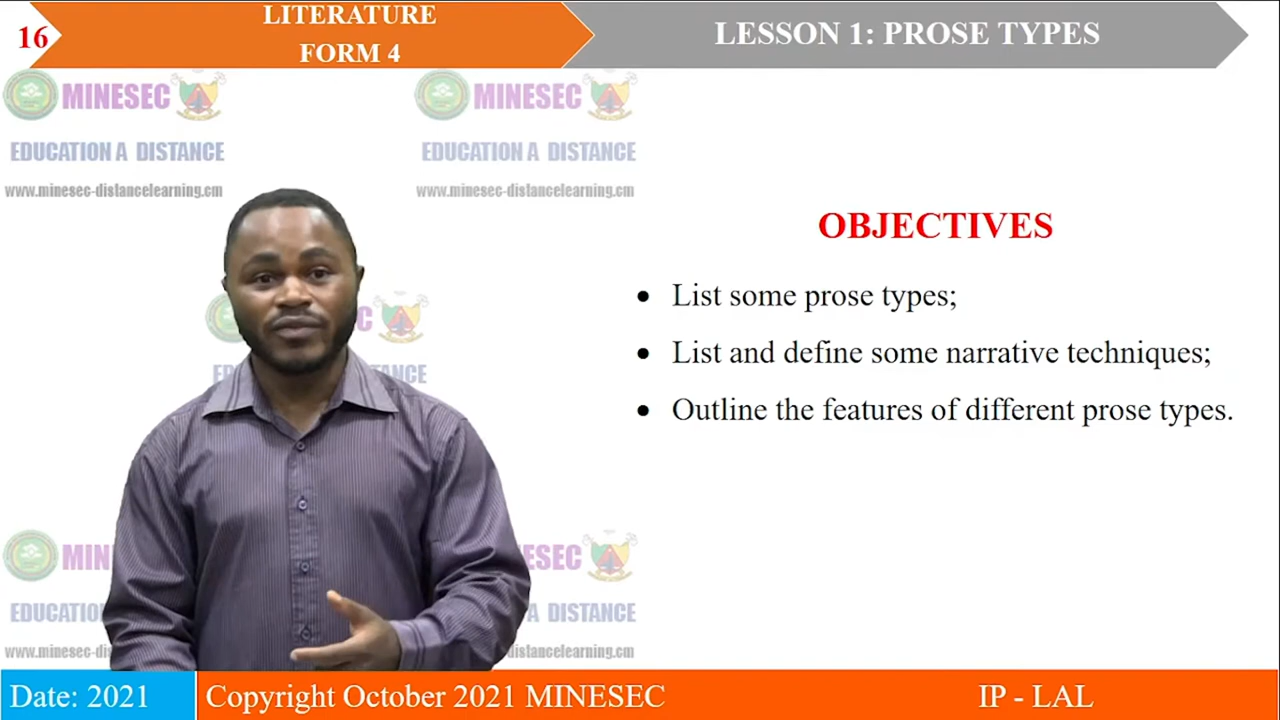 16
LITERATURE
FORM 4
LESSON 1: PROSE TYPES
MINESEC
MINESEC
EDUCATION A DISTANCE
EDUCATION A DISTANCE
www.minesec-distancelearning.cm
www.minesec-distancelearning.cm
OBJECTIVES
• List some prose types;
• List and define some narrative techniques;
• Outline the features of different prose types.
Date: 2021
Copyright October 2021 MINESEC
IP - LAL